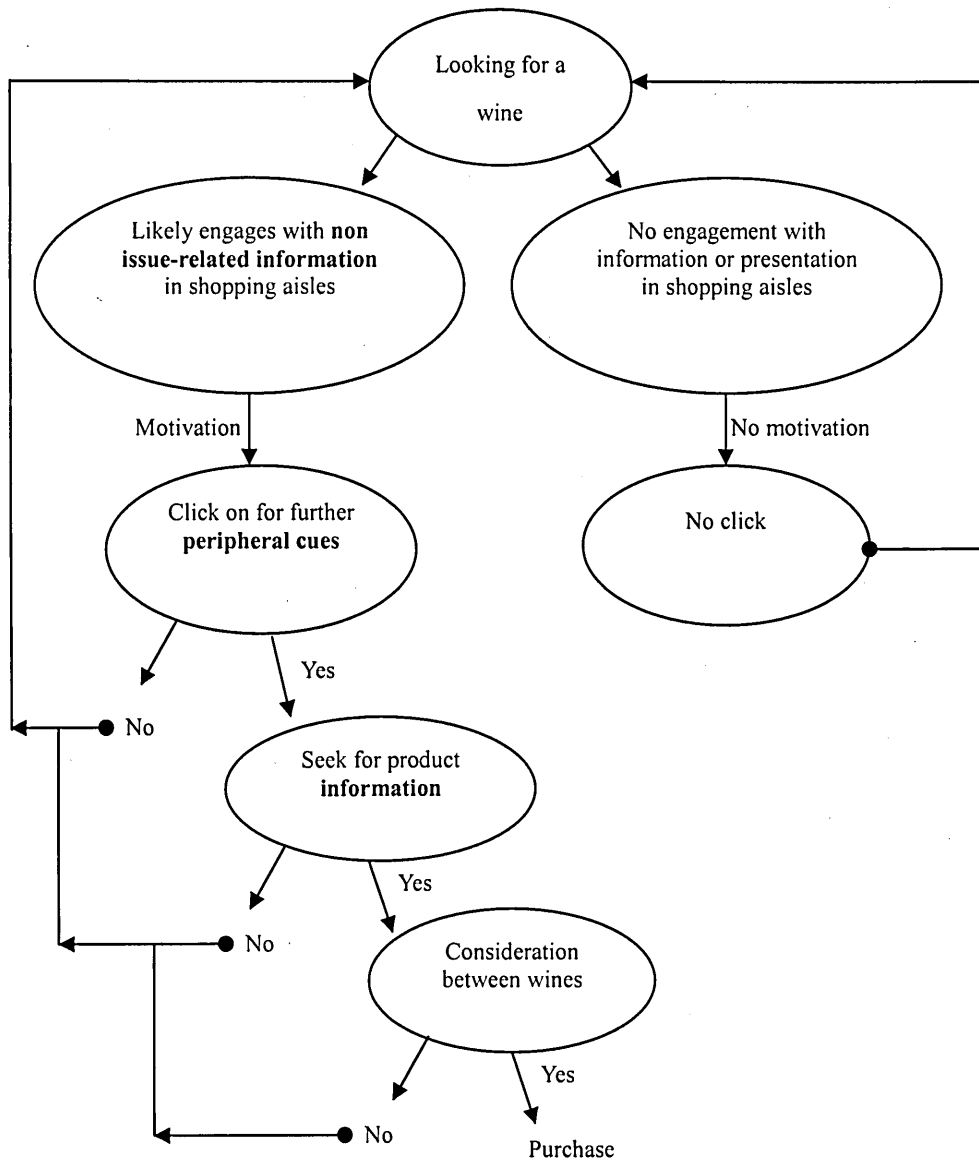 Looking for a
wine
Likely engages with non
issue-related information
in shopping aisles
No engagement with
information or presentation
in shopping aisles
Motivation
No motivation
Click on for further
peripheral cues
No click
Yes
No
Seek for product
information
Yes
No
Consideration
between wines
Yes
No
Purchase